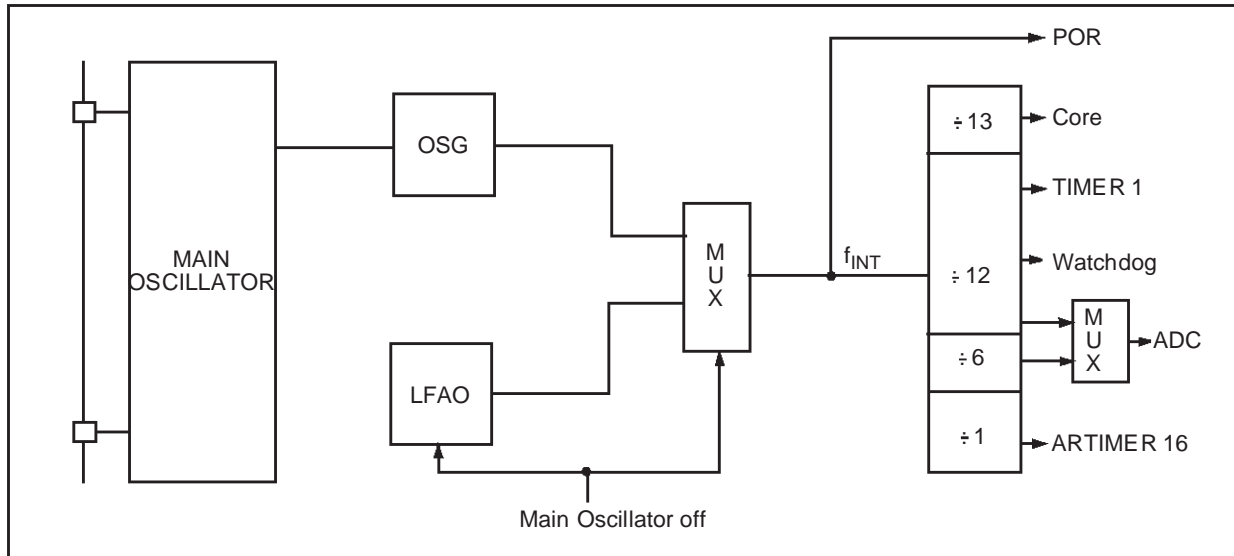 POR
÷13
Core
OSG
TIMER 1
MAIN
OSCILLATOR
M
U
X
fINT
÷12
Watchdog
M
U
X
ADC
÷6
LFAO
÷1
ARTIMER 16
Main Oscillator off